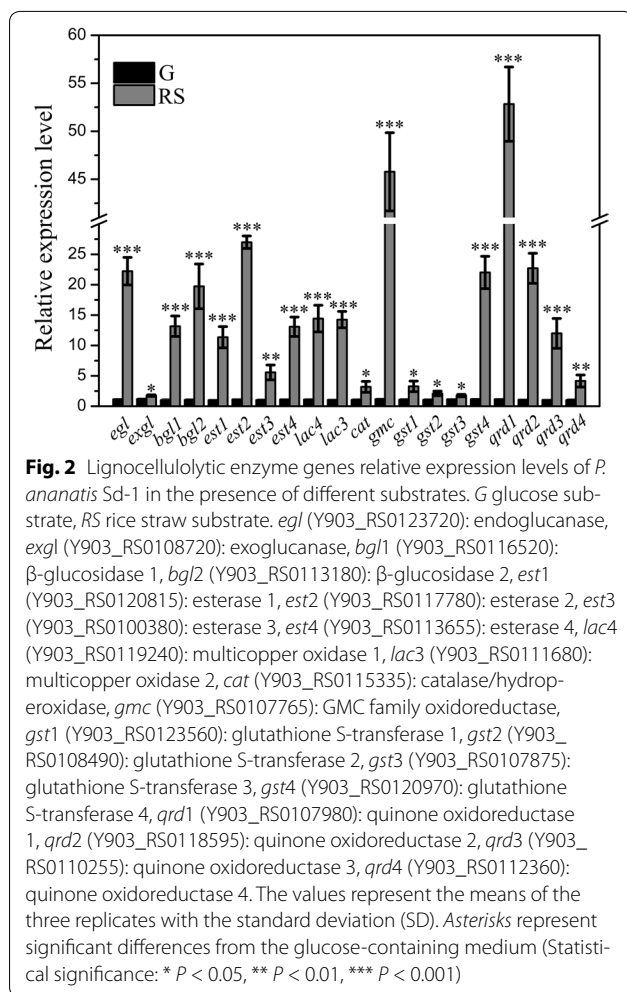 60
55
50
45
25
20
15
10
5
0
Relative expression level
G
RS
***
*
***
***
***
***
**
***
***
***
*
***
*
*
*
***
***
***
***
**
egl
exgl
bgl1
bgl2
est1
est2
est3
est4
lac4
lac3
cat
gmc
gst1
gst2
gst3
gst4
qrd1
qrd2
qrd3
qrd4
Fig. 2 Lignocellulolytic enzyme genes relative expression levels of P.
ananatis Sd-1 in the presence of different substrates. G glucose sub-
strate, RS rice straw substrate. egl (Y903_RS0123720): endoglucanase,
exgl (Y903_RS0108720): exoglucanase, bgl1 (Y903_RS0116520):
β-glucosidase 1, bgl2 (Y903_RS0113180): β-glucosidase 2, est1
(Y903_RS0120815): esterase 1, est2 (Y903_RS0117780): esterase 2, est3
(Y903_RS0100380): esterase 3, est4 (Y903_RS0113655): esterase 4, lac4
(Y903_RS0119240): multicopper oxidase 1, lac3 (Y903_RS0111680):
multicopper oxidase 2, cat (Y903_RS0115335): catalase/hydrop-
eroxidase, gmc (Y903_RS0107765): GMC family oxidoreductase,
gst1 (Y903_RS0123560): glutathione S-transferase 1, gst2 (Y903_
RS0108490): glutathione S-transferase 2, gst3 (Y903_RS0107875):
glutathione S-transferase 3, gst4 (Y903_RS0120970): glutathione
S-transferase 4, qrd1 (Y903_RS0107980): quinone oxidoreductase
1, qrd2 (Y903_RS0118595): quinone oxidoreductase 2, qrd3 (Y903_
RS0110255): quinone oxidoreductase 3, qrd4 (Y903_RS0112360):
quinone oxidoreductase 4. The values represent the means of the
three replicates with the standard deviation (SD). Asterisks represent
significant differences from the glucose-containing medium (Statisti-
cal significance: * P < 0.05, ** P < 0.01, *** P < 0.001)